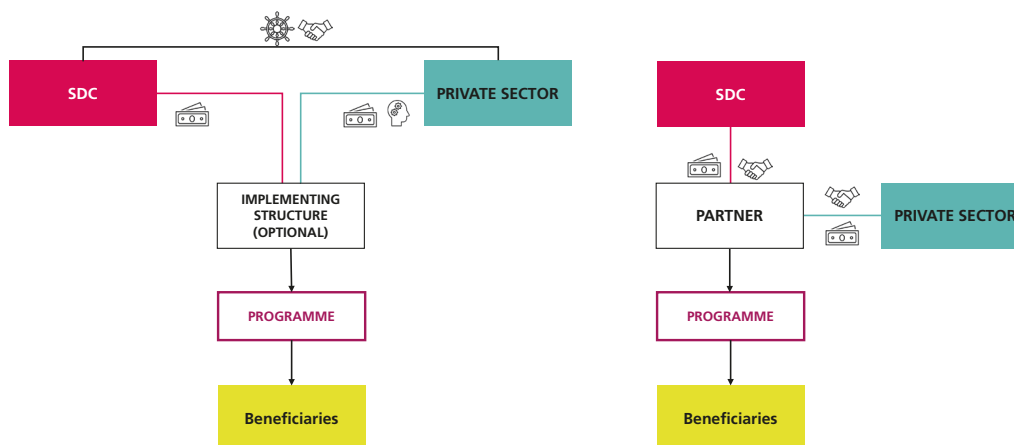 SDC
PRIVATE SECTOR
IMPLEMENTING
STRUCTURE
(OPTIONAL)
PROGRAMME
Beneficiaries
SDC
PARTNER
PRIVATE SECTOR
PROGRAMME
Beneficiaries